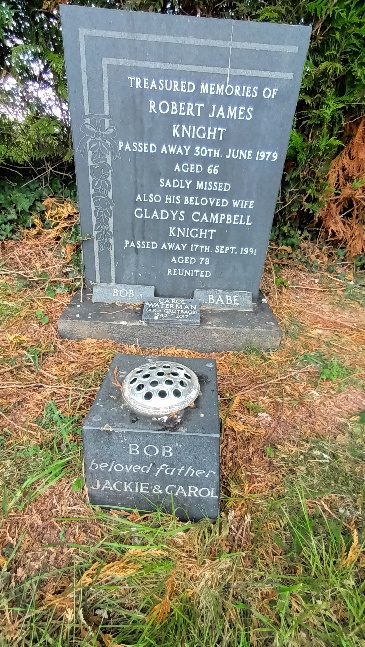 TREASURED MEMORIES OF
ROBERT JAMES
KNIGHT
PASSED AWAY 30TH. JUNE 1979
AGED 66
SADLY MISSED
ALSO HIS BELOVED WIFE
GLADYS CAMPBELL
KNIGHT
PASSED AWAY 17TH. SEPT. 1991
AGED 78
REUNITED
BOB
BABE
CAROL
WATERMAN
"BOB"
beloved father
JACKIE & CAROL